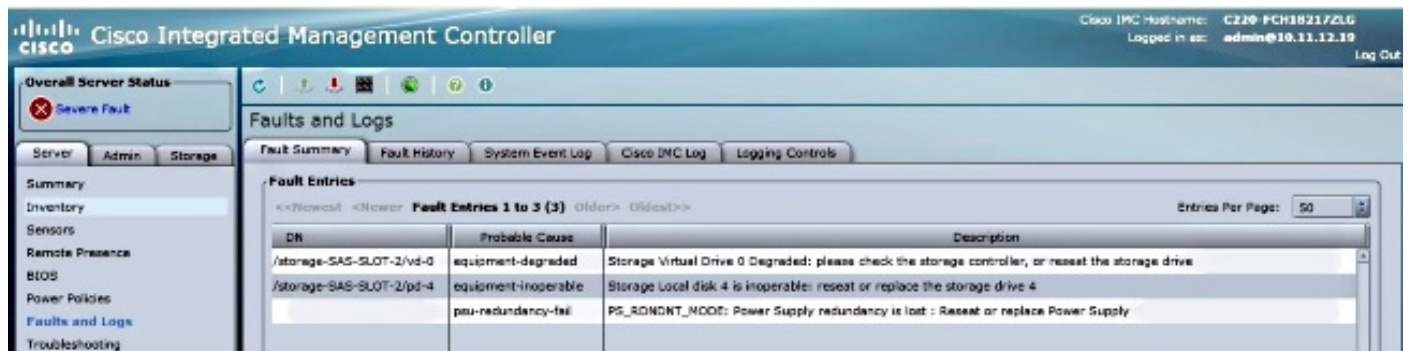 Cisco IMC Hostname: C220-FCH18217ZLG
CISCO Cisco Integrated Management Controller
Logged in as: admin@10.11.12.19
Log Out
Overall Server Status
Severe Fault
Faults and Logs
Server Admin Storage
Fault Summary Fault History System Event Log Cisco IMC Log Logging Controls
Summary
Inventory
Sensors
Remote Presence
BIOS
Power Policies
Faults and Logs
Troubleshooting
Fault Entries
<<Newest <Newer Fault Entries 1 to 3 (3) Older> Oldest>> Entries Per Page: 50
DN Probable Cause Description
/storage-SAS-SLOT-2/vd-0 equipment-degraded Storage Virtual Drive 0 Degraded: please check the storage controller, or reseat the storage drive
/storage-SAS-SLOT-2/pd-4 equipment-inoperable Storage Local disk 4 is inoperable: reseat or replace the storage drive 4
psu-redundancy-fail PS_RDNDNT_MODE: Power Supply redundancy is lost : Reseat or replace Power Supply